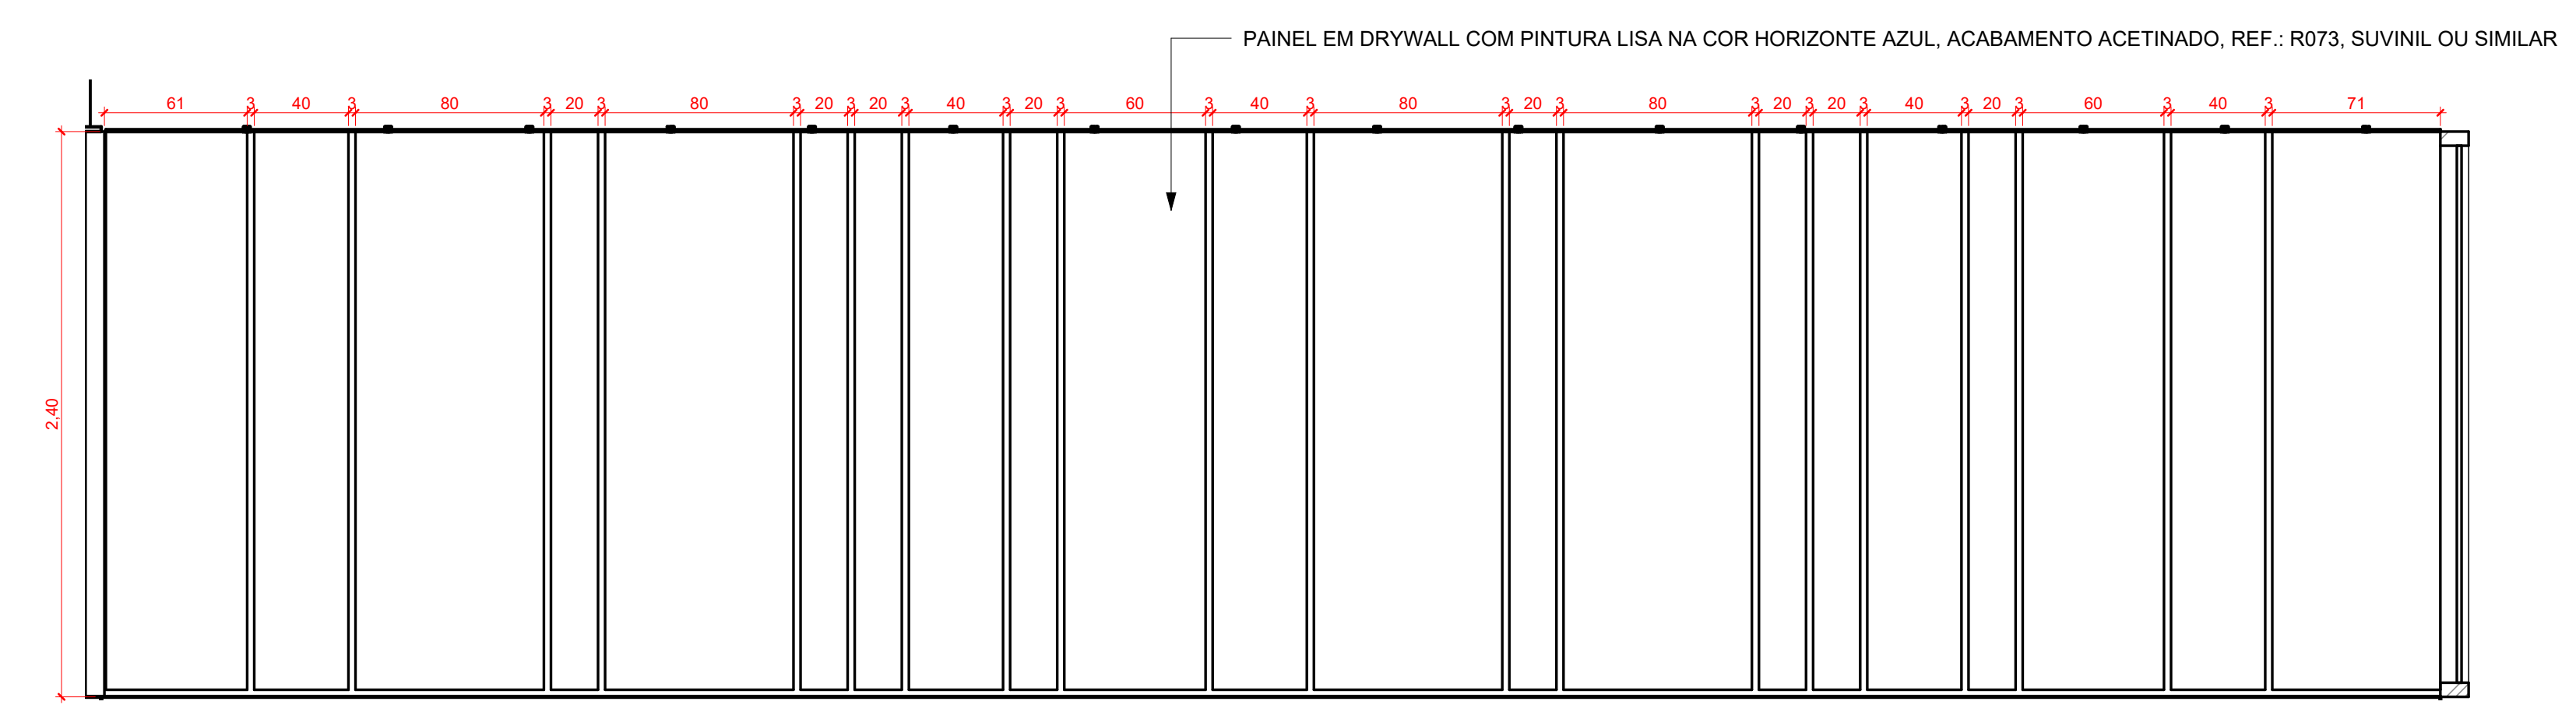 PAINEL EM DRYWALL COM PINTURA LISA NA COR HORIZONTE AZUL, ACABAMENTO ACETINADO, REF.: R073, SUVINIL OU SIMILAR
61 3 40 3 80 3 20 3 80 3 20 3 20 3 40 3 20 3 60 3 40 3 80 3 20 3 80 3 20 3 20 3 40 3 20 3 60 3 40 3 71
2,40